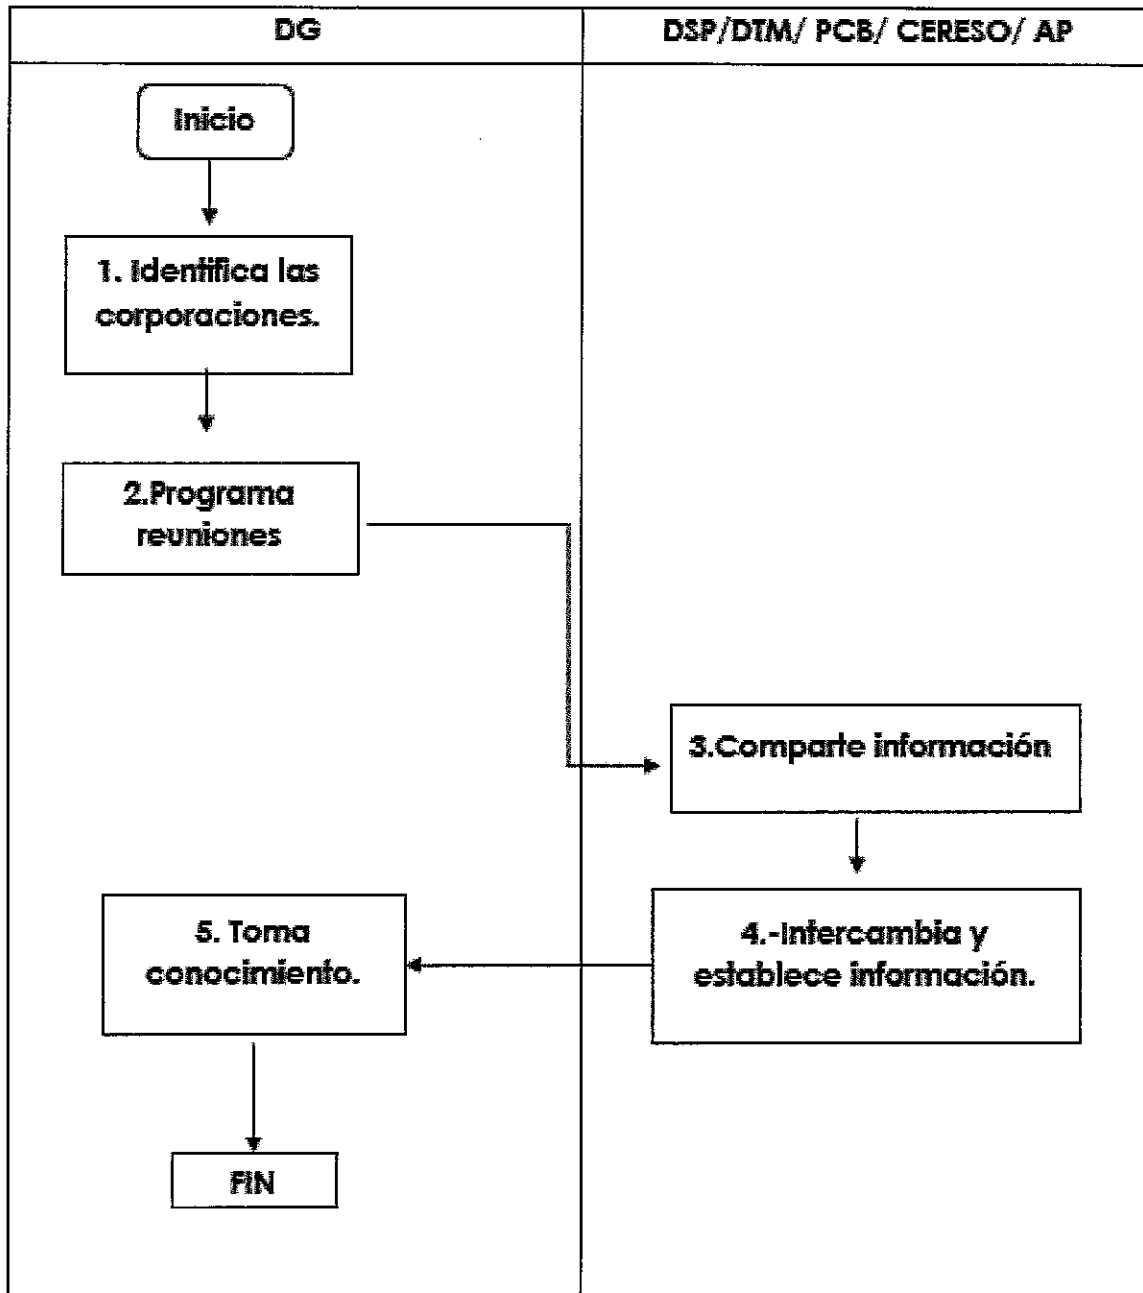 DG
DSP/DTM/ PCB/ CERESO/ AP
Inicio
1. Identifica las
corporaciones.
2.Programa
reuniones
3.Comparte información
4.-Intercambia y
establece información.
5. Toma
conocimiento.
FIN